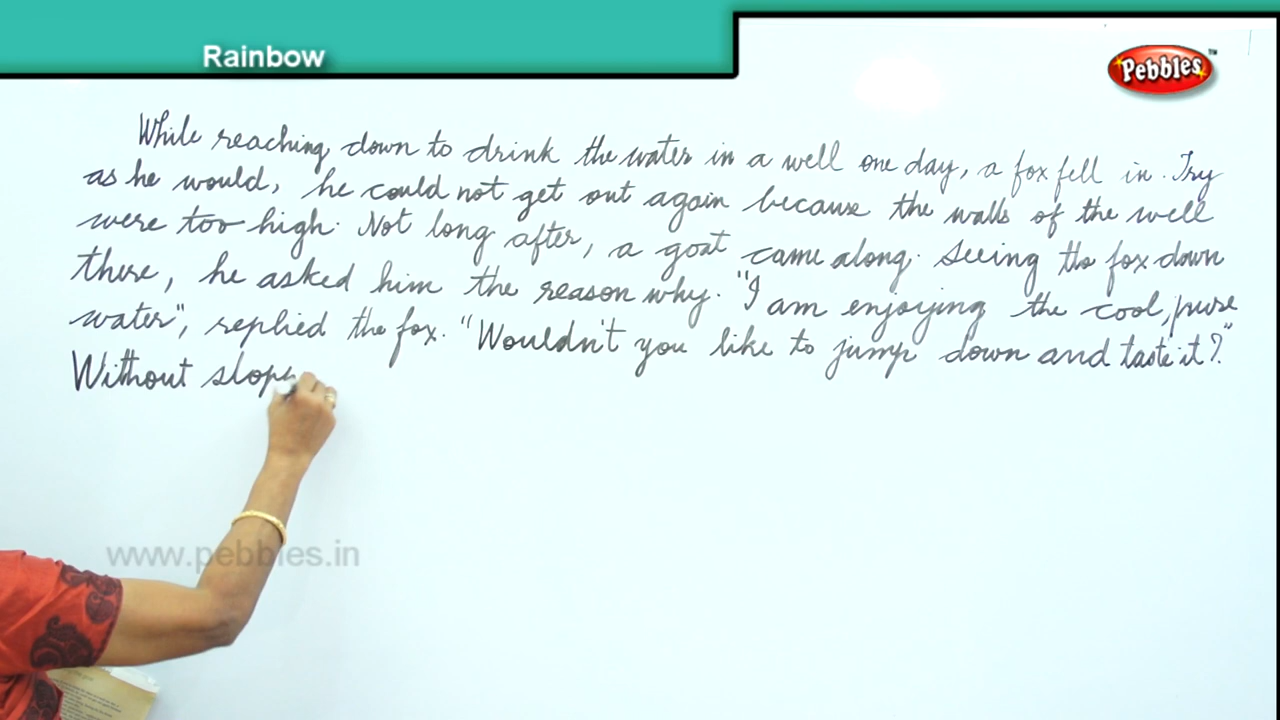 Rainbow
Pebbles™
While reaching down to drink the water in a well one day, a fox fell in. Try
as he would, he could not get out again because the walls of the well
were too high. Not long after, a goat came along. Seeing the fox down
there, he asked him the reason why. "I am enjoying the cool, pure
water", replied the fox. "Wouldn't you like to jump down and taste it?"
Without
www.pebbles.in